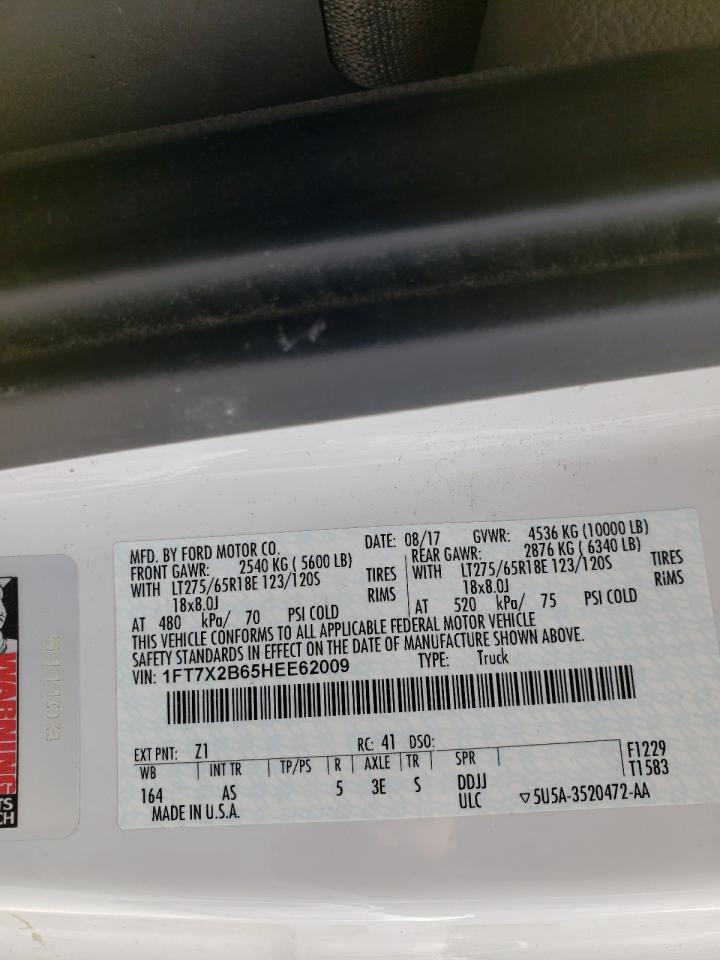 MFD. BY FORD MOTOR CO. DATE: 08/17 GVWR: 4536 KG (10000 LB)
FRONT GAWR: 2540 KG ( 5600 LB) REAR GAWR: 2876 KG ( 6340 LB)
WITH LT275/65R18E 123/120S TIRES WITH LT275/65R18E 123/120S TIRES
18x8.0J RIMS 18x8.0J RiMS
AT 480 kPa/ 70 PSI COLD AT 520 kPa/ 75 PSI COLD
THIS VEHICLE CONFORMS TO ALL APPLICABLE FEDERAL MOTOR VEHICLE
SAFETY STANDARDS IN EFFECT ON THE DATE OF MANUFACTURE SHOWN ABOVE.
VIN: 1FT7X2B65HEE62009 TYPE: Truck
EXT PNT: Z1 RC: 41 DSO:
WB INT TR TP/PS R AXLE TR SPR F1229
164 AS 5 3E S DDJJ T1583
MADE IN U.S.A. ULC ▽5U5A-3520472-AA
WARNING